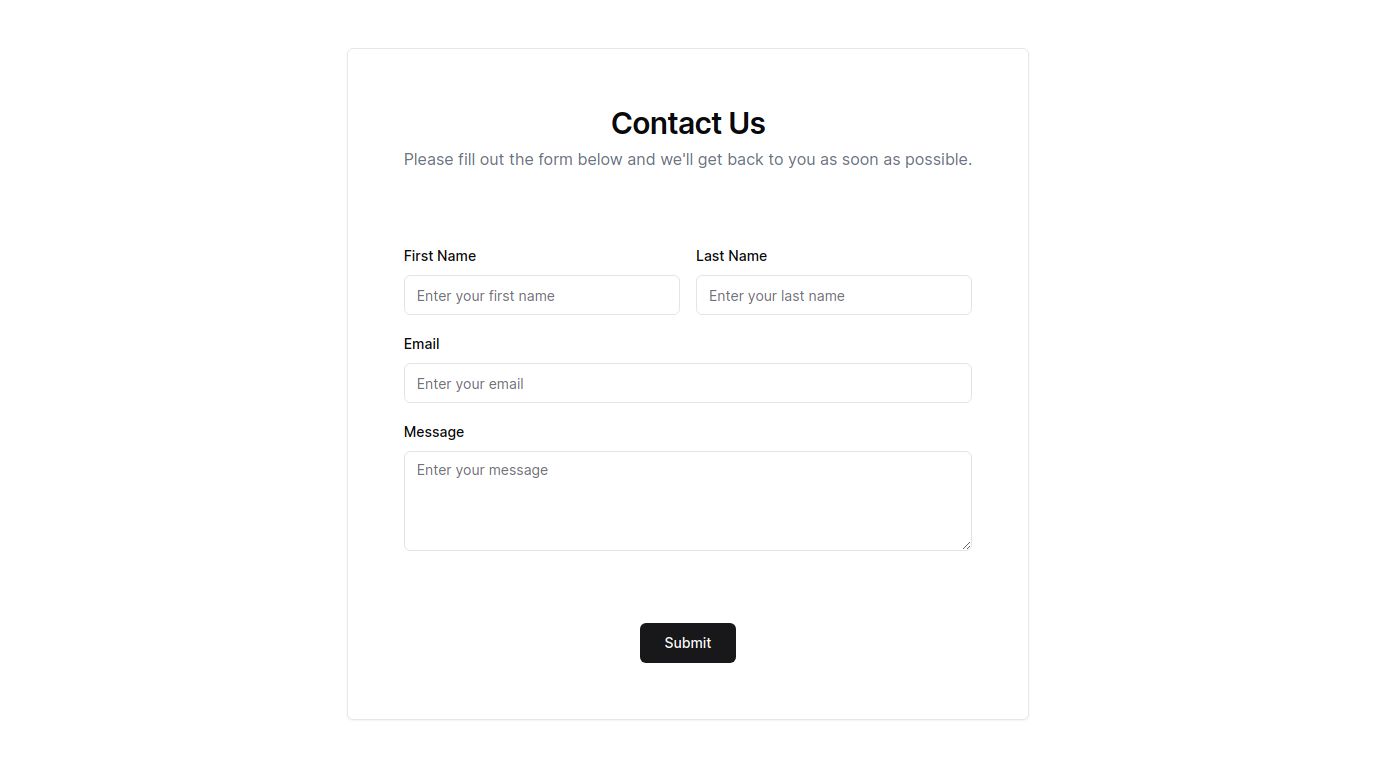 Contact Us
Please fill out the form below and we'll get back to you as soon as possible.
First Name
Last Name
Enter your first name
Enter your last name
Email
Enter your email
Message
Enter your message
Submit